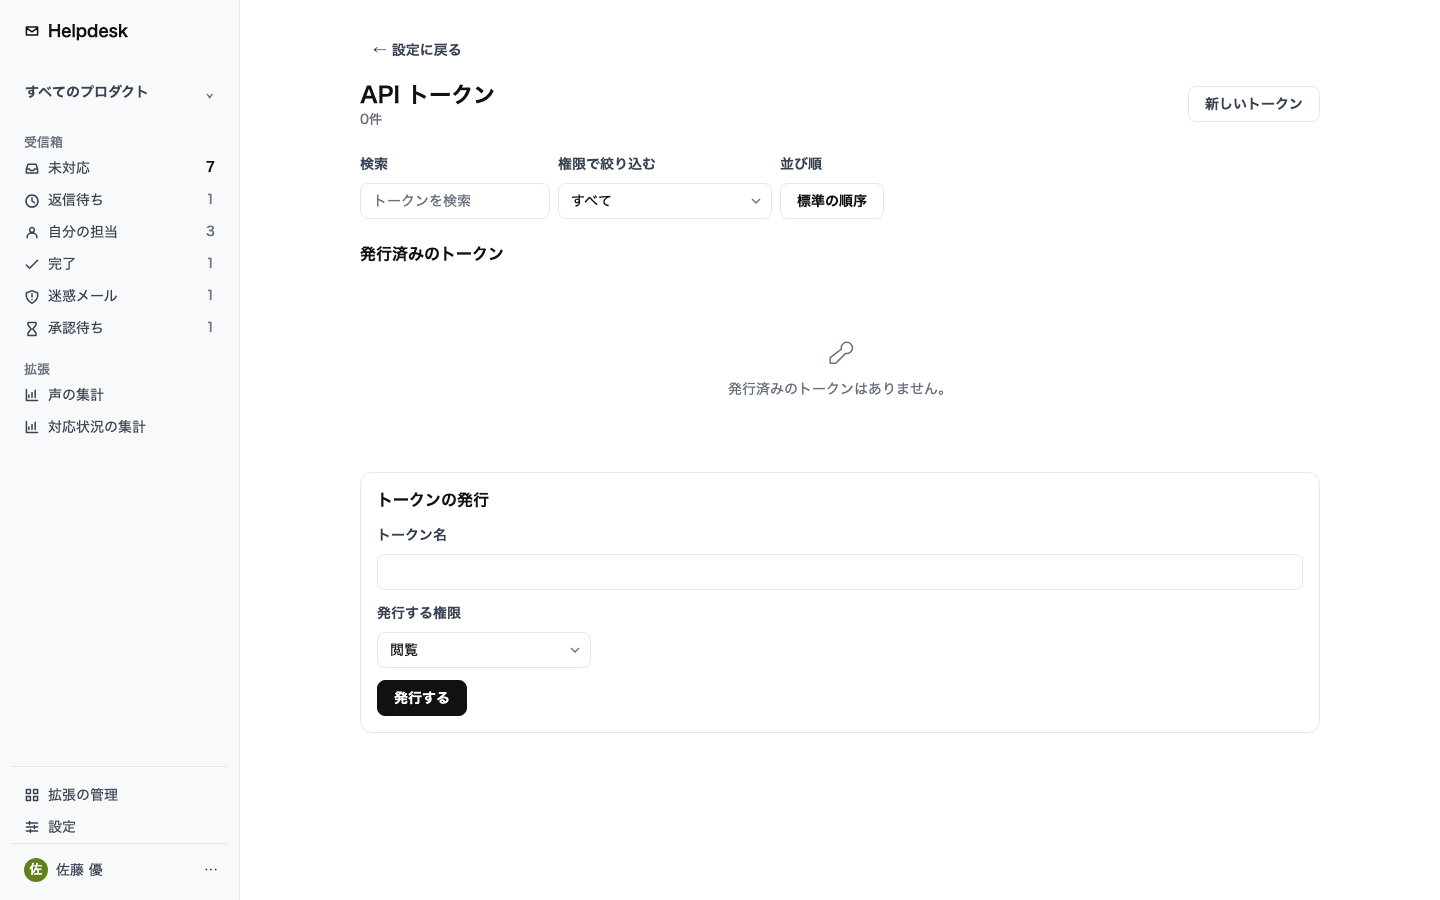 Helpdesk
すべてのプロダクト
受信箱
未対応 7
返信待ち 1
自分の担当 3
完了 1
迷惑メール 1
承認待ち 1
拡張
声の集計
対応状況の集計
拡張の管理
設定
佐 佐藤 優 …
← 設定に戻る
API トークン
0件
新しいトークン
検索
トークンを検索
権限で絞り込む
すべて
並び順
標準の順序
発行済みのトークン
発行済みのトークンはありません。
トークンの発行
トークン名
発行する権限
閲覧
発行する